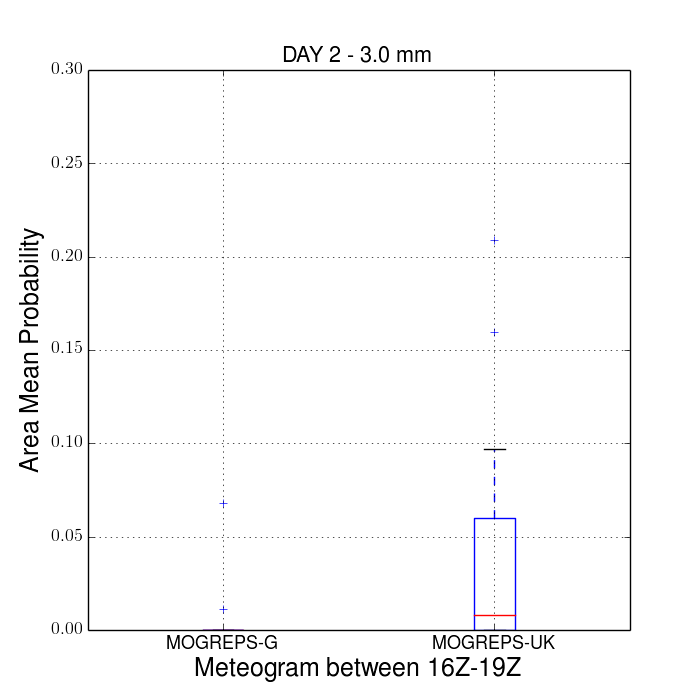 DAY 2 - 3.0 mm
0.30
0.25
0.20
0.15
0.10
0.05
0.00
Area Mean Probability
MOGREPS-G
MOGREPS-UK
Meteogram between 16Z-19Z